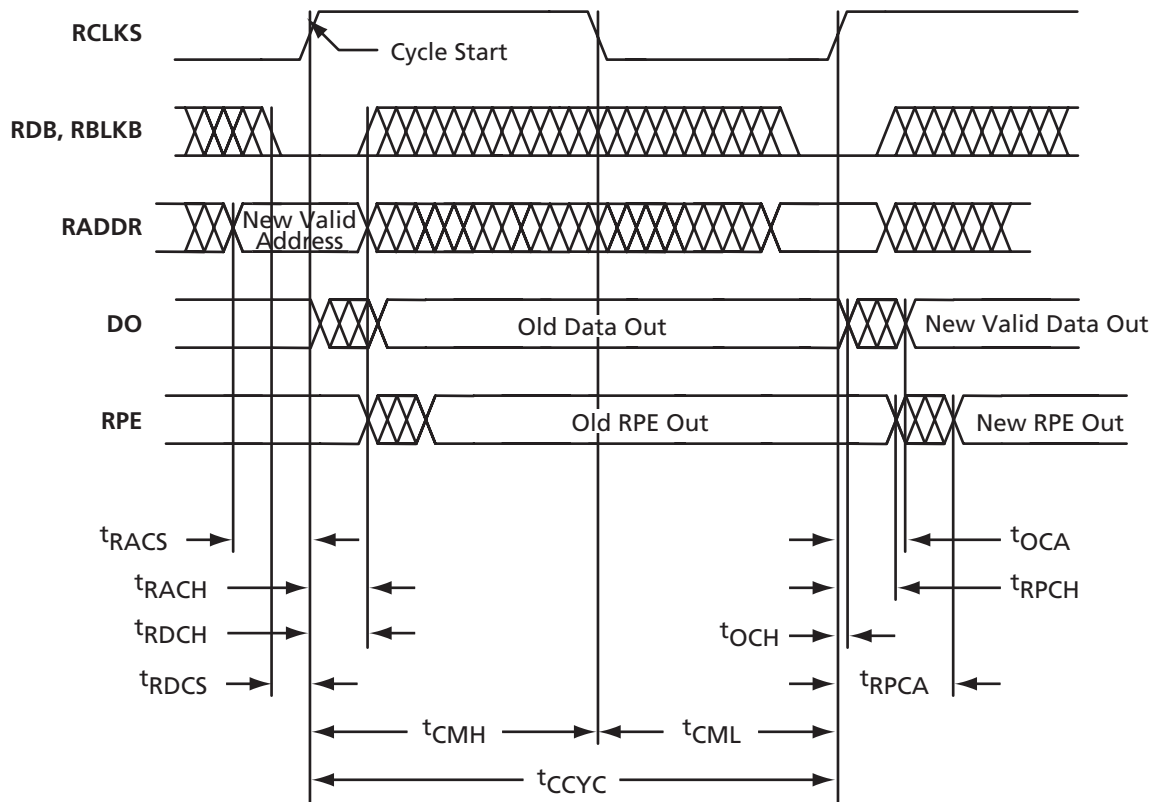 RCLKS
Cycle Start
RDB, RBLKB
RADDR
New Valid
Address
DO
Old Data Out
New Valid Data Out
RPE
Old RPE Out
New RPE Out
tRACS
tOCA
tRACH
tRPCH
tRDCH
tOCH
tRDCS
tRPCA
tCMH
tCML
tCCYC